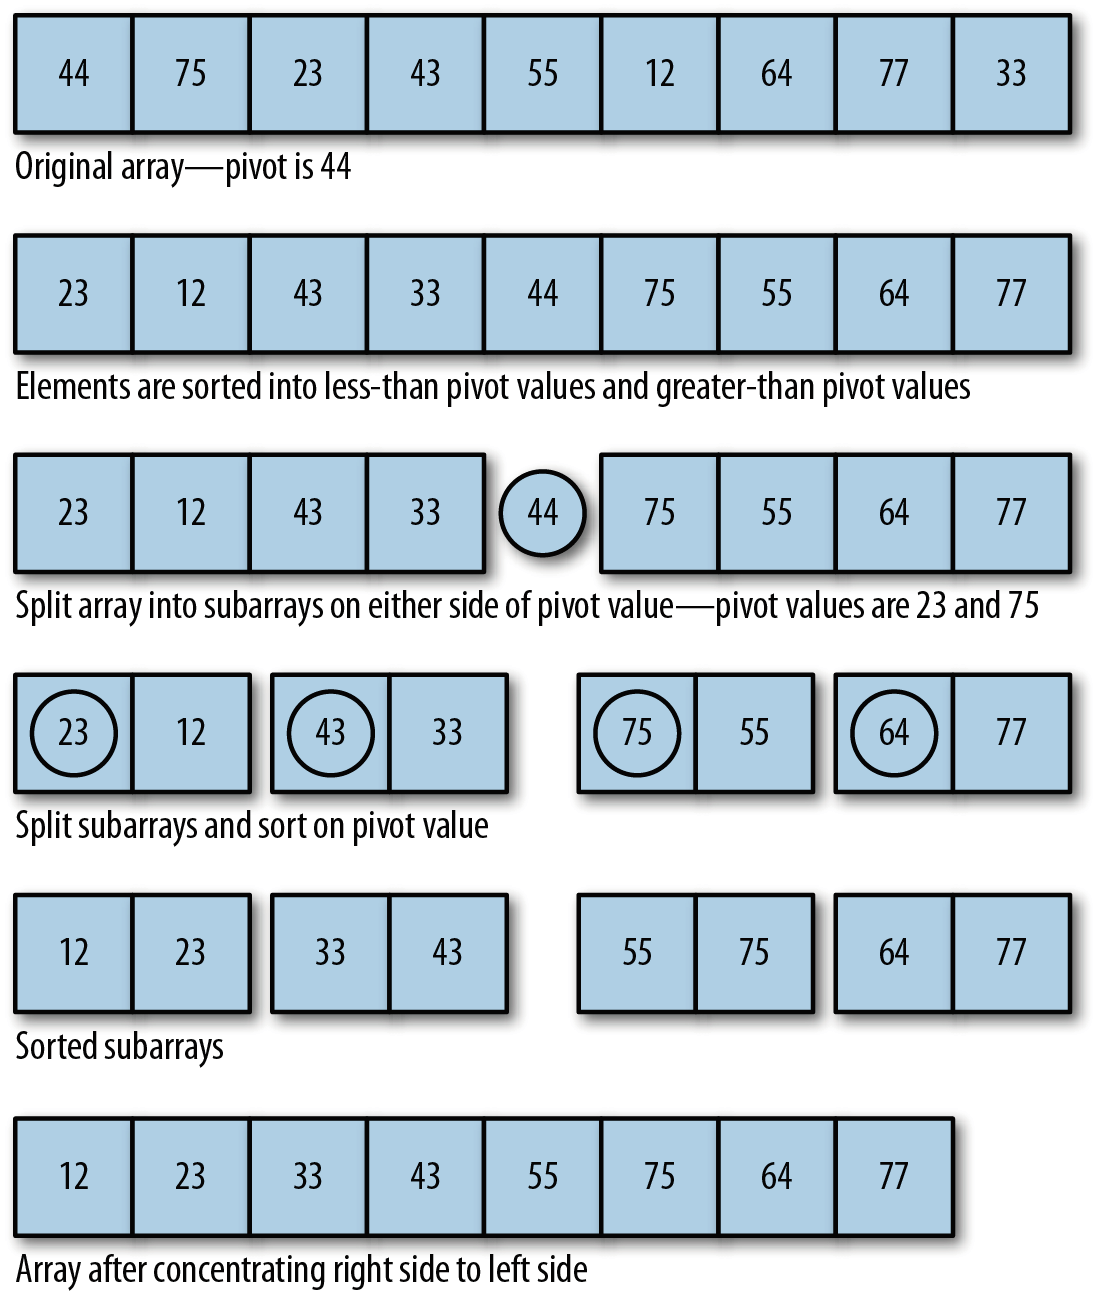 44 75 23 43 55 12 64 77 33
Original array—pivot is 44
23 12 43 33 44 75 55 64 77
Elements are sorted into less-than pivot values and greater-than pivot values
23 12 43 33 44 75 55 64 77
Split array into subarrays on either side of pivot value—pivot values are 23 and 75
23 12 43 33 75 55 64 77
Split subarrays and sort on pivot value
12 23 33 43 55 75 64 77
Sorted subarrays
12 23 33 43 55 75 64 77
Array after concentrating right side to left side